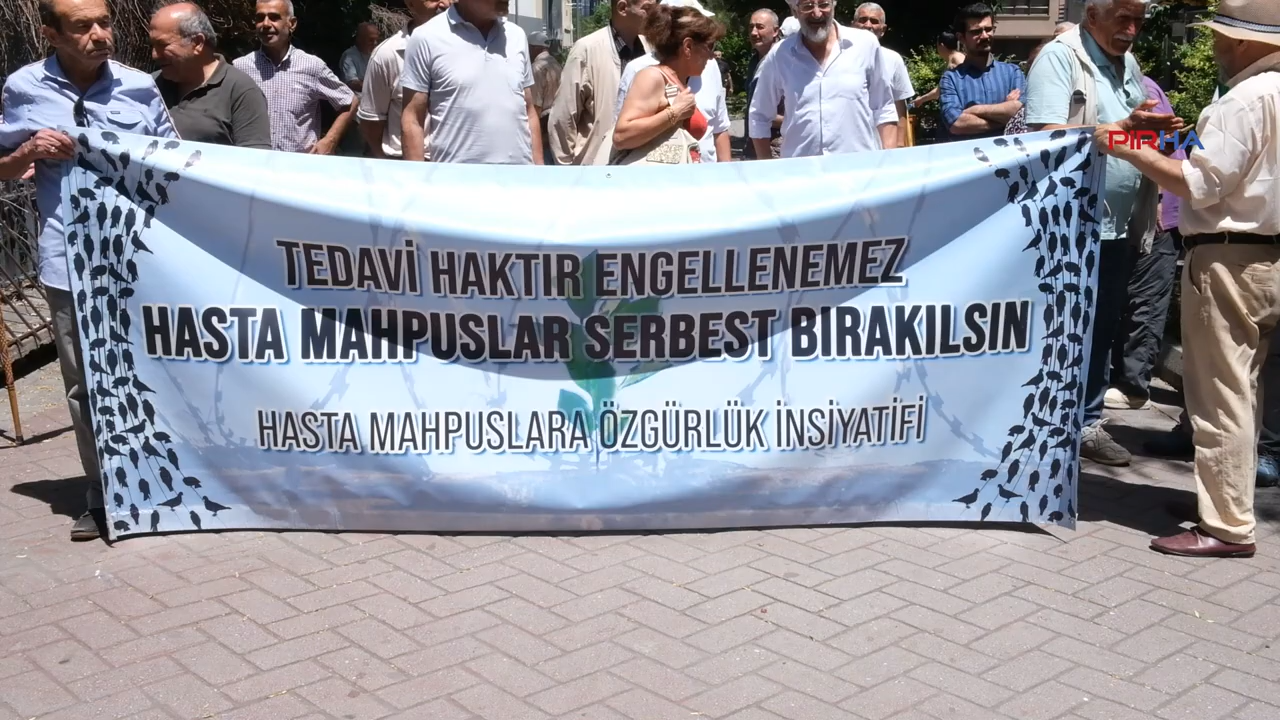 PIRHA
TEDAVİ HAKTIR ENGELLENEMEZ
HASTA MAHPUSLAR SERBEST BIRAKILSIN
HASTA MAHPUSLARA ÖZGÜRLÜK İNSİYATİFİ